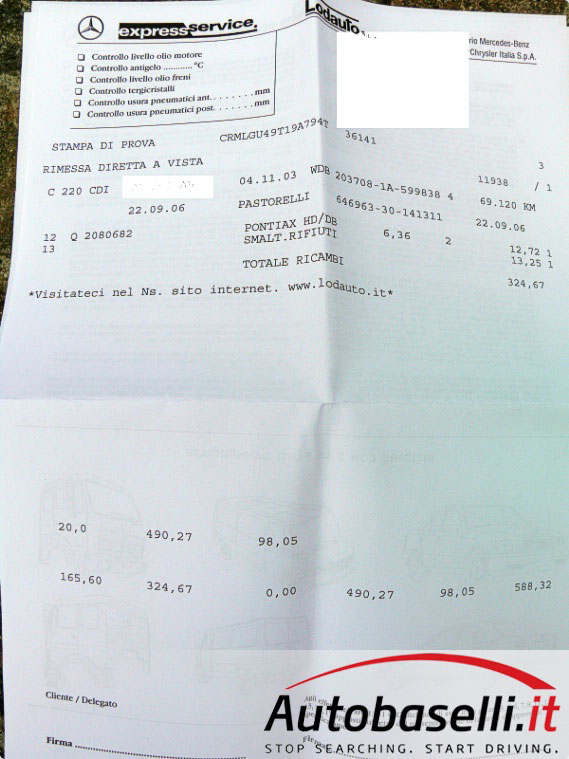 expressservice.
Lodauto S.r.l.
rio Mercedes-Benz
Chrysler Italia S.p.A.
Controllo livello olio motore
Controllo antigelo ............°C
Controllo livello olio freni
Controllo tergicristalli
Controllo usura pneumatici ant. . . . . . . . mm
Controllo usura pneumatici post. . . . . . . . mm
STAMPA DI PROVA CRMLGU49T19A794T 36141
RIMESSA DIRETTA A VISTA 3
C 220 CDI 04.11.03 WDB 203708-1A-599838 4 11938 / 1
22.09.06 PASTORELLI 646963-30-141311 69.120 KM
22.09.06
12 Q 2080682 PONTIAX HD/DB 6,36 2 12,72 1
13 SMALT.RIFIUTI 13,25 1
TOTALE RICAMBI 324,67
*Visitateci nel Ns. sito internet. www.lodauto.it*
20,0 490,27 98,05
165,60 324,67 0,00 490,27 98,05 588,32
Cliente / Delegato
Firma
Firma
Autobaselli.it
STOP SEARCHING. START DRIVING.